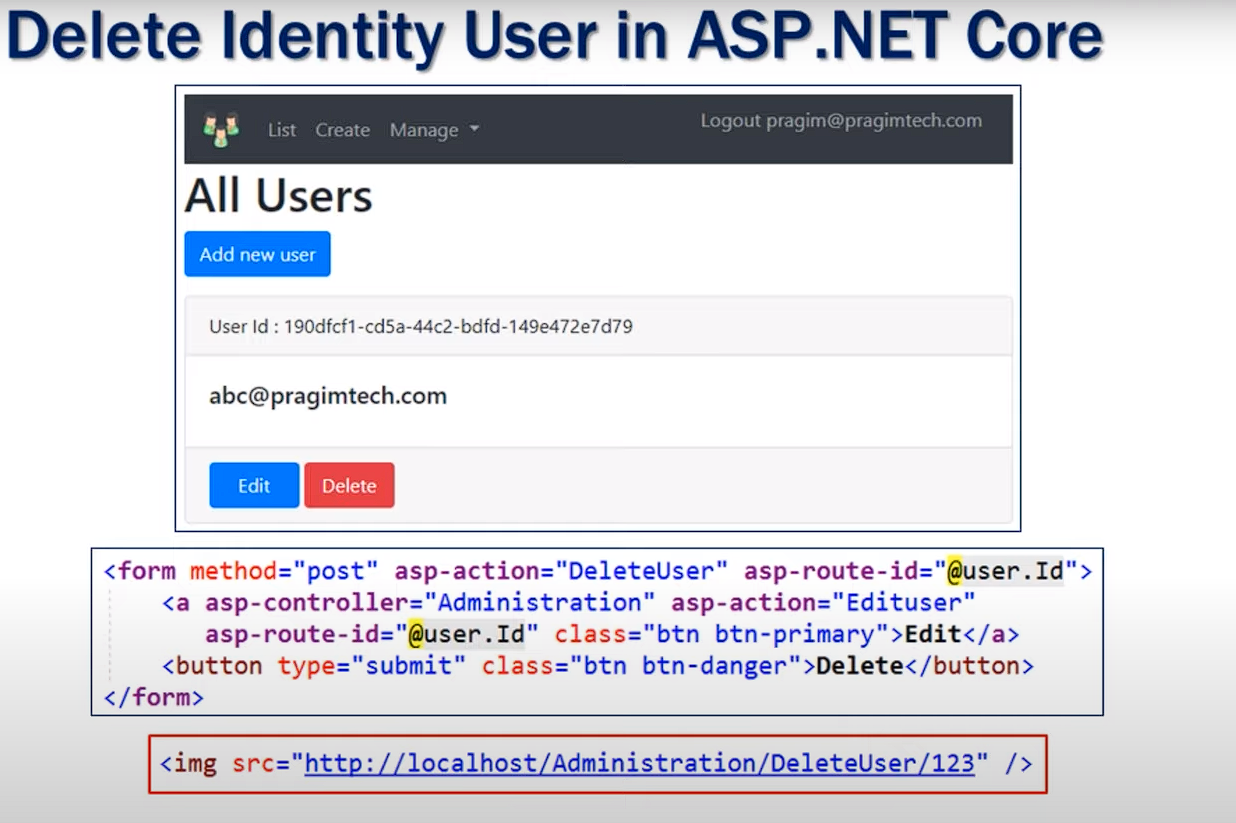 Delete Identity User in ASP.NET Core
List Create Manage Logout pragim@pragimtech.com
All Users
Add new user
User Id : 190dfcf1-cd5a-44c2-bdfd-149e472e7d79
abc@pragimtech.com
Edit Delete
<form method="post" asp-action="DeleteUser" asp-route-id="@user.Id">
<a asp-controller="Administration" asp-action="Edituser"
asp-route-id="@user.Id" class="btn btn-primary">Edit</a>
<button type="submit" class="btn btn-danger">Delete</button>
</form>
<img src="http://localhost/Administration/DeleteUser/123" />